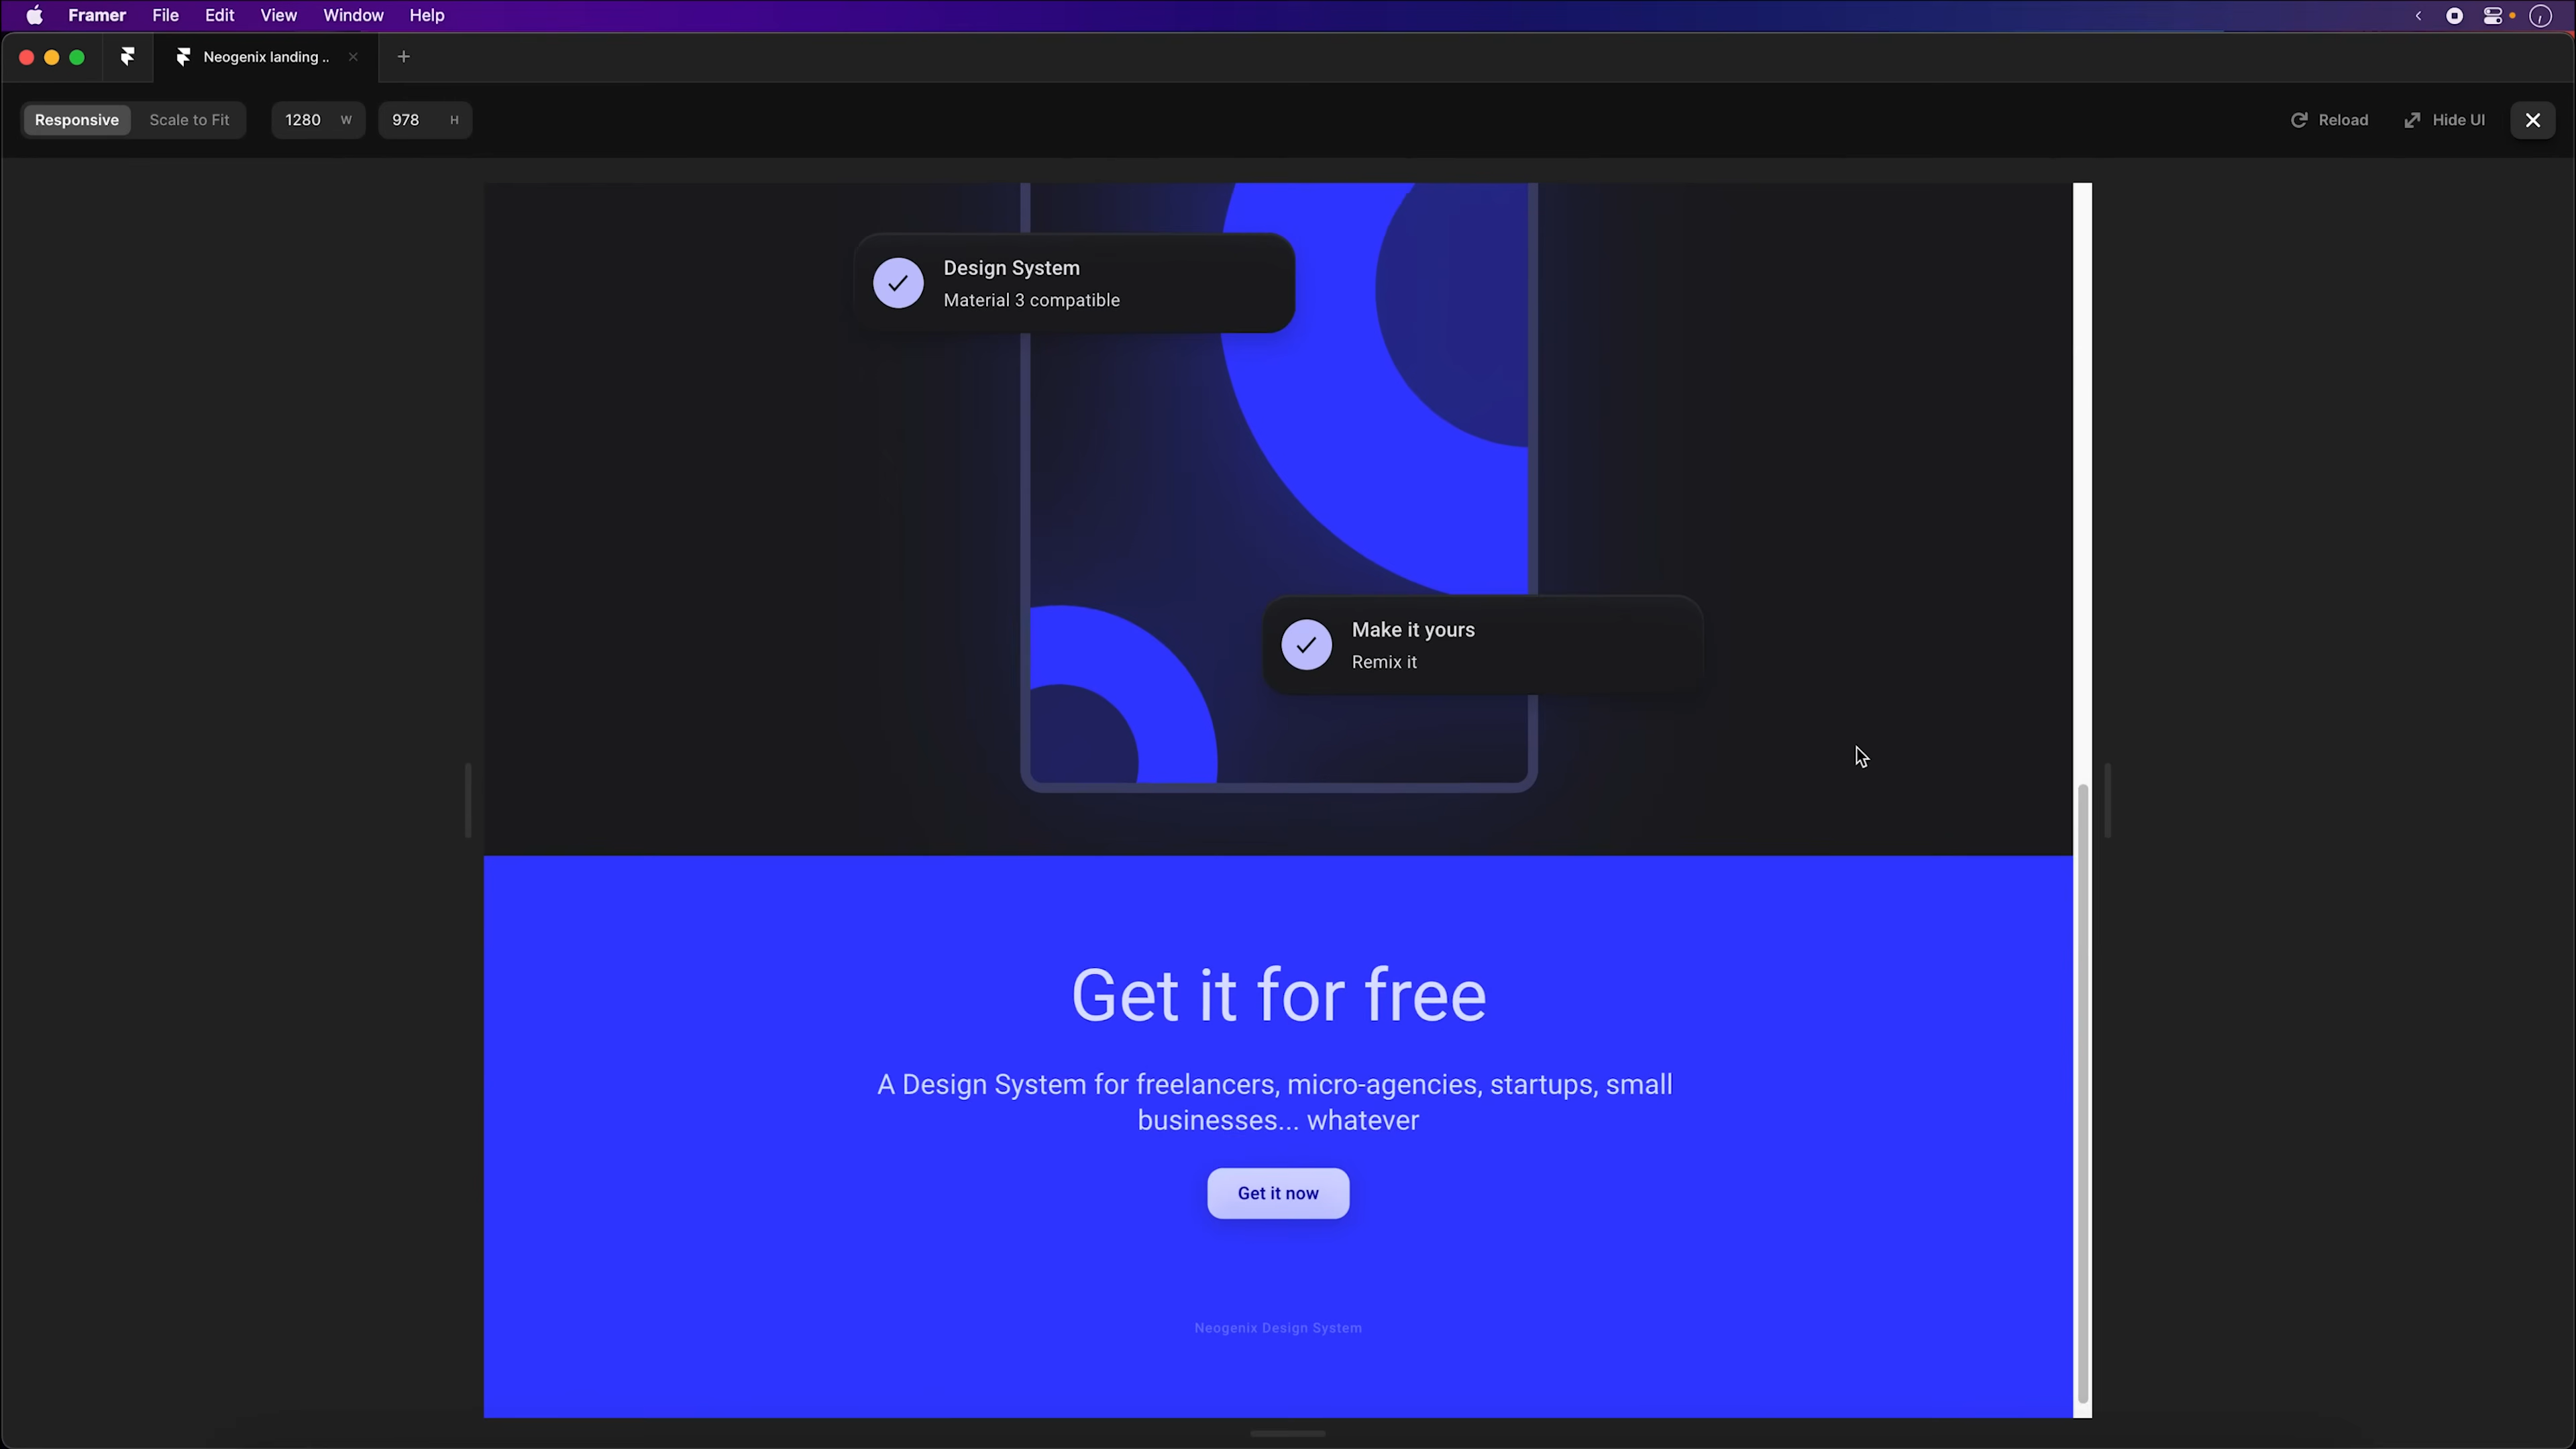 Framer File Edit View Window Help
Neogenix landing ..
Responsive Scale to Fit 1280 W 978 H Reload Hide UI
Design System
Material 3 compatible
Make it yours
Remix it
Get it for free
A Design System for freelancers, micro-agencies, startups, small
businesses... whatever
Get it now
Neogenix Design System